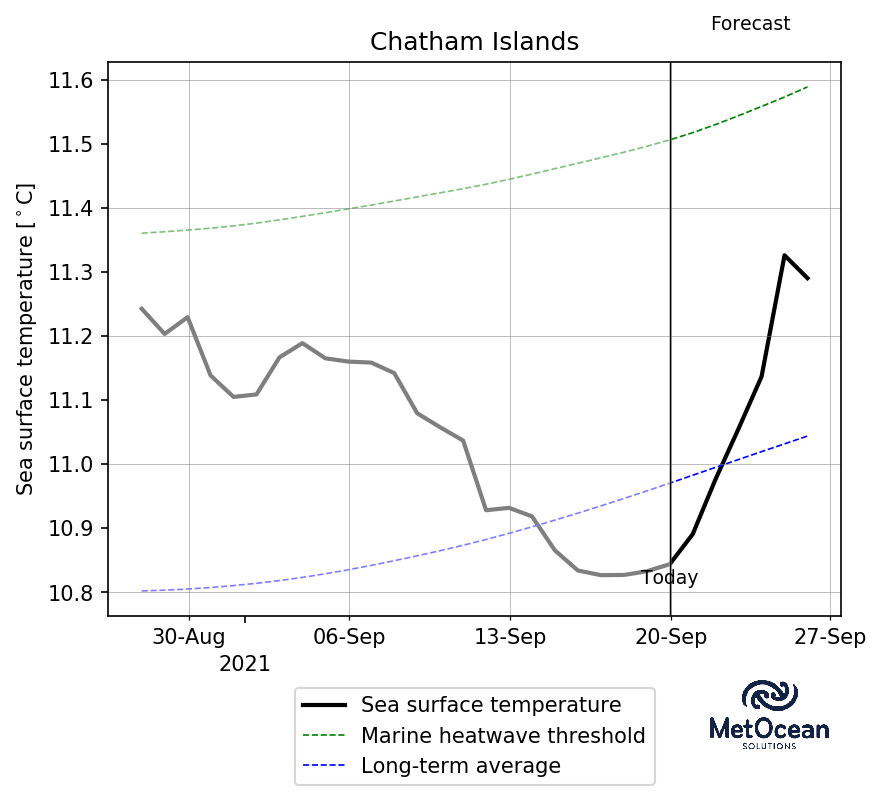 Forecast
Chatham Islands
Sea surface temperature [°C]
11.6
11.5
11.4
11.3
11.2
11.1
11.0
10.9
10.8
Today
30-Aug 06-Sep 13-Sep 20-Sep 27-Sep
2021
Sea surface temperature
Marine heatwave threshold
Long-term average
MetOcean
SOLUTIONS